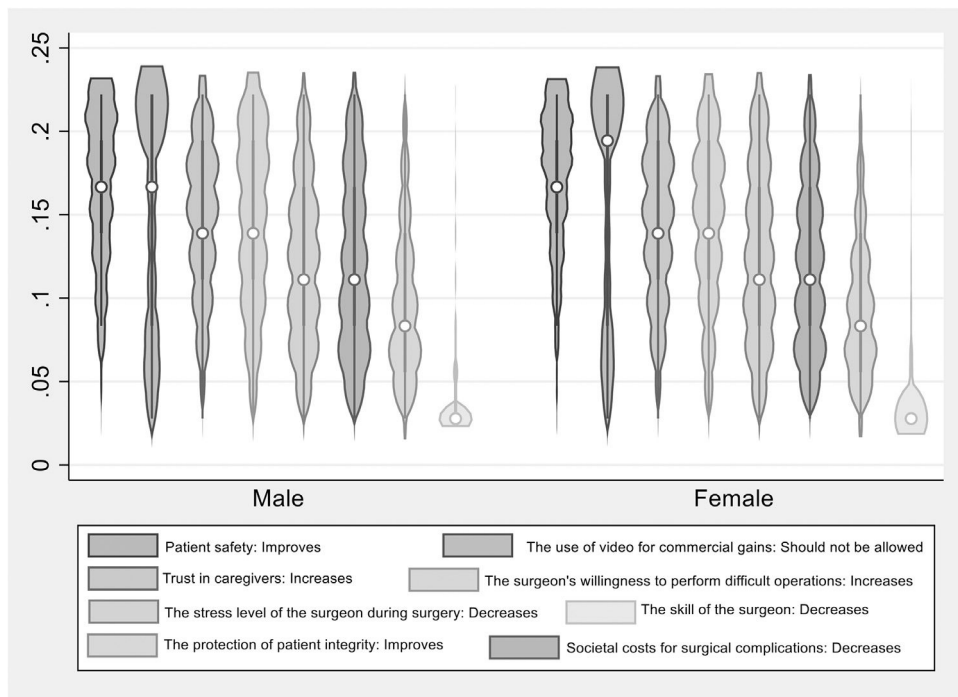 .25
.2
.15
.1
.05
0
Male Female
Patient safety: Improves The use of video for commercial gains: Should not be allowed
Trust in caregivers: Increases The surgeon's willingness to perform difficult operations: Increases
The stress level of the surgeon during surgery: Decreases The skill of the surgeon: Decreases
The protection of patient integrity: Improves Societal costs for surgical complications: Decreases